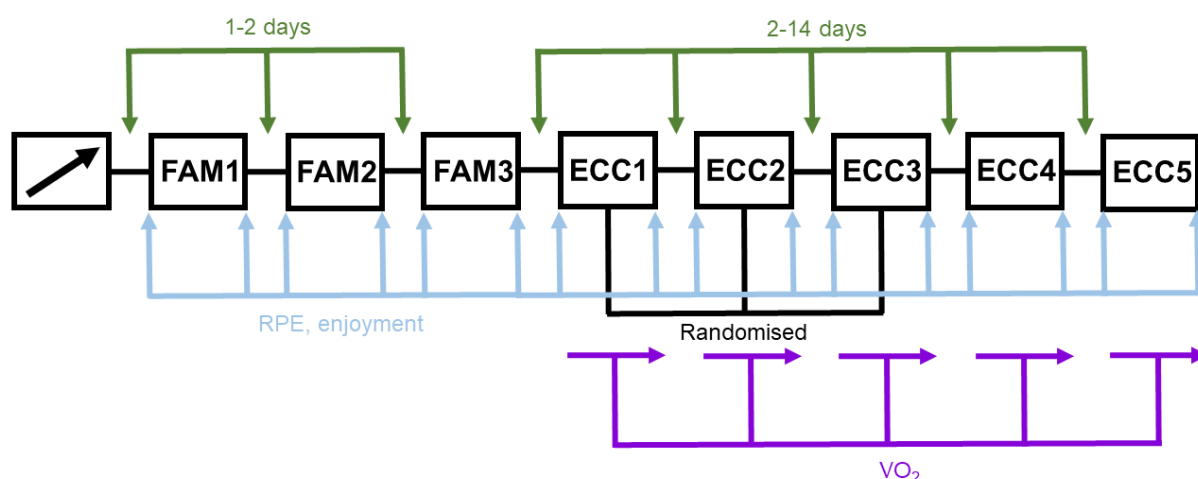 1-2 days
2-14 days
FAM1
FAM2
FAM3
ECC1
ECC2
ECC3
ECC4
ECC5
RPE, enjoyment
Randomised
VO₂